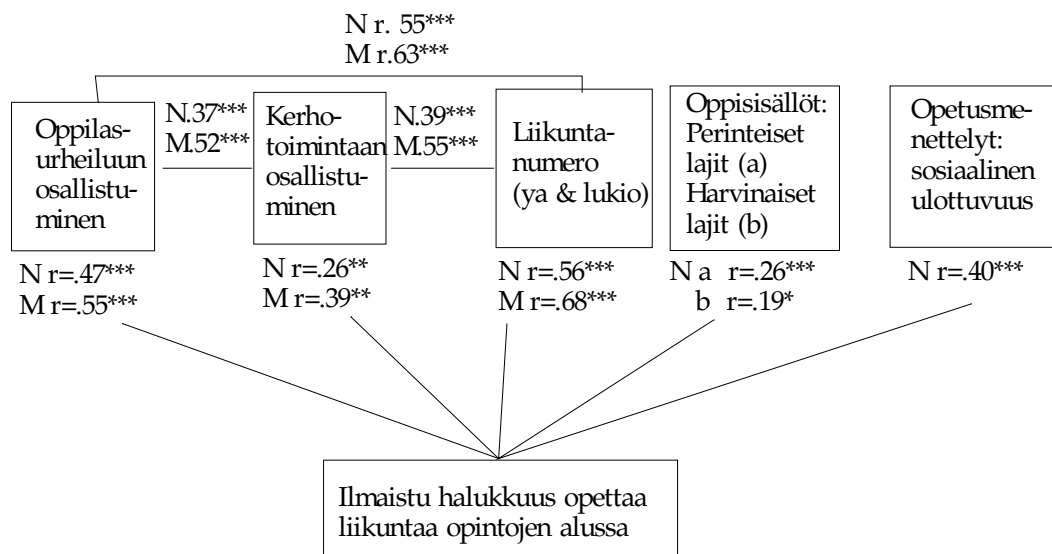 N r. 55***
M r.63***
Oppilas-
urheiluun
osallistu-
minen
N.37***
M.52***
Kerho-
toimintaan
osallistu-
minen
N.39***
M.55***
Liikunta-
numero
(ya & lukio)
Oppisisällöt:
Perinteiset
lajit (a)
Harvinaiset
lajit (b)
Opetusme-
nettelyt:
sosiaalinen
ulottuvuus
N r=.47***
M r=.55***
N r=.26**
M r=.39**
N r=.56***
M r=.68***
N a r=.26***
b r=.19*
N r=.40***
Ilmaistu halukkuus opettaa
liikuntaa opintojen alussa